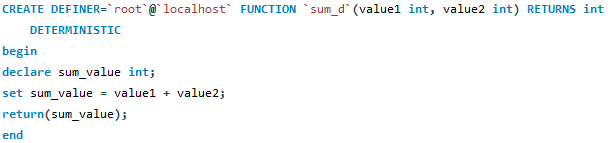 CREATE DEFINER=`root`@`localhost` FUNCTION `sum_d`(value1 int, value2 int) RETURNS int
    DETERMINISTIC
begin
declare sum_value int;
set sum_value = value1 + value2;
return(sum_value);
end